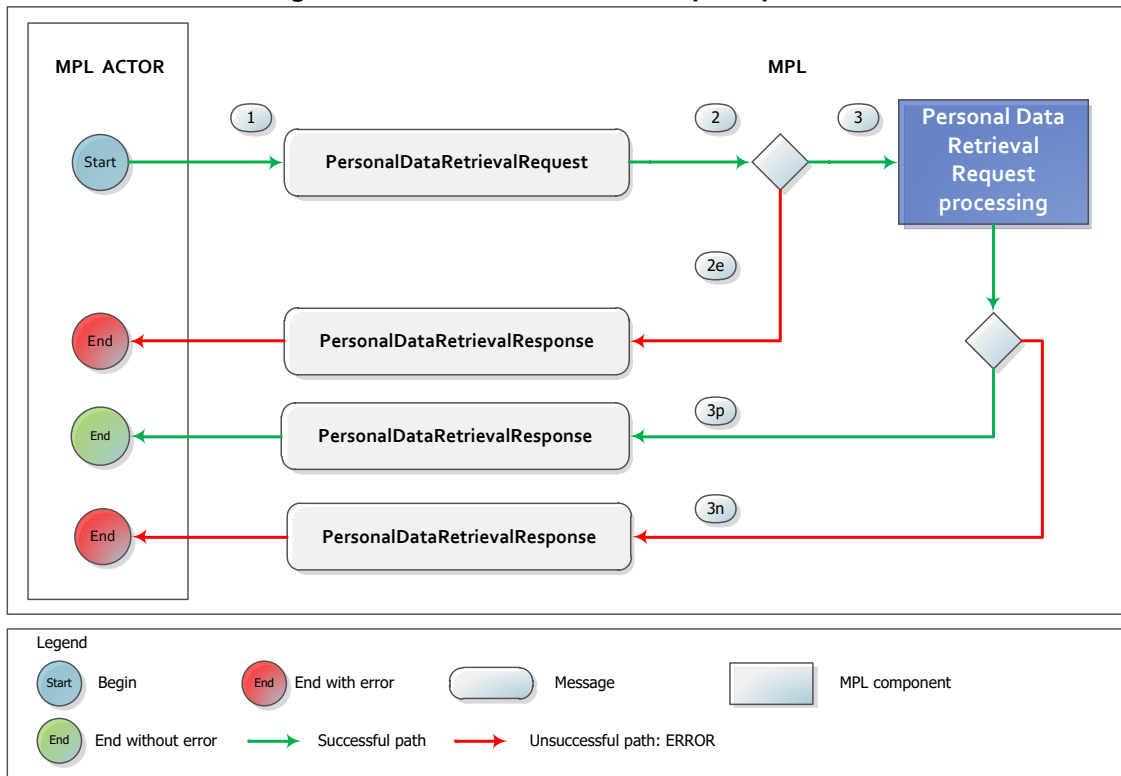 MPL ACTOR
MPL
1
2
3
Start
PersonalDataRetrievalRequest
Personal Data
Retrieval
Request
processing
2e
End
PersonalDataRetrievalResponse
3p
End
PersonalDataRetrievalResponse
3n
End
PersonalDataRetrievalResponse
Legend
Start
Begin
End
End with error
Message
MPL component
End
End without error
Successful path
Unsuccessful path: ERROR